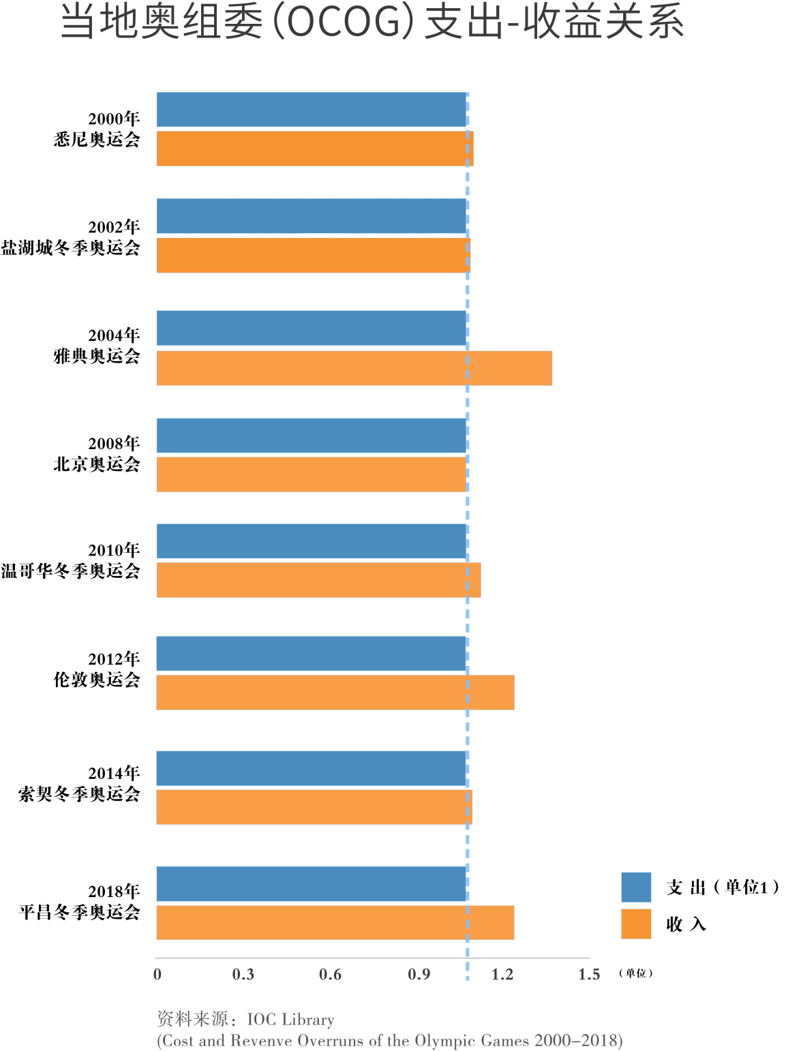 当地奥组委（OCOG）支出-收益关系
2000年
悉尼奥运会
2002年
盐湖城冬季奥运会
2004年
雅典奥运会
2008年
北京奥运会
2010年
温哥华冬季奥运会
2012年
伦敦奥运会
2014年
索契冬季奥运会
2018年
平昌冬季奥运会
支 出（单位1）
收 入
0 0.3 0.6 0.9 1.2 1.5 （单位）
资料来源：IOC Library
(Cost and Revenve Overruns of the Olympic Games 2000–2018)